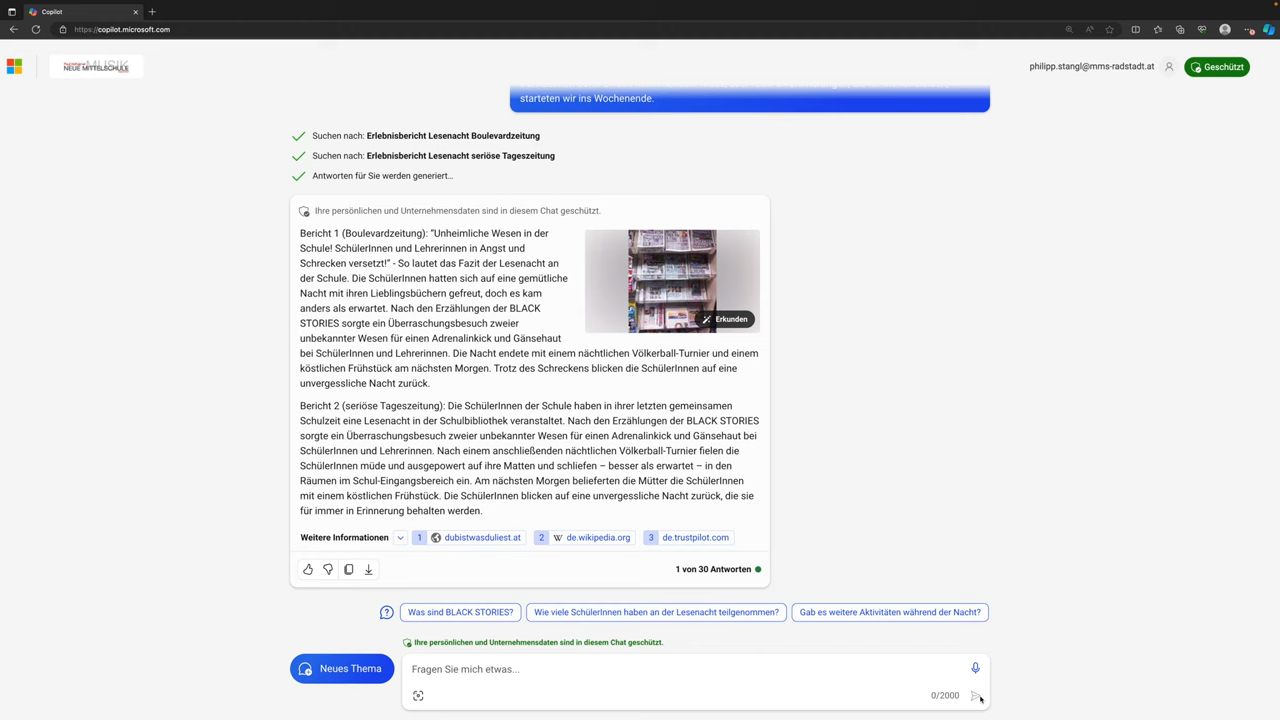 Copilot
https://copilot.microsoft.com
MUSIK
NEUE MITTELSCHULE
philipp.stangl@mms-radstadt.at
Geschützt
starteten wir ins Wochenende.
Suchen nach: Erlebnisbericht Lesenacht Boulevardzeitung
Suchen nach: Erlebnisbericht Lesenacht seriöse Tageszeitung
Antworten für Sie werden generiert...
Ihre persönlichen und Unternehmensdaten sind in diesem Chat geschützt.
Bericht 1 (Boulevardzeitung): "Unheimliche Wesen in der
Schule! SchülerInnen und Lehrerinnen in Angst und
Schrecken versetzt!" - So lautet das Fazit der Lesenacht an
der Schule. Die SchülerInnen hatten sich auf eine gemütliche
Nacht mit ihren Lieblingsbüchern gefreut, doch es kam
anders als erwartet. Nach den Erzählungen der BLACK
STORIES sorgte ein Überraschungsbesuch zweier
unbekannter Wesen für einen Adrenalinkick und Gänsehaut
bei SchülerInnen und Lehrerinnen. Die Nacht endete mit einem nächtlichen Völkerball-Turnier und einem
köstlichen Frühstück am nächsten Morgen. Trotz des Schreckens blicken die SchülerInnen auf eine
unvergessliche Nacht zurück.
Erkunden
Bericht 2 (seriöse Tageszeitung): Die SchülerInnen der Schule haben in ihrer letzten gemeinsamen
Schulzeit eine Lesenacht in der Schulbibliothek veranstaltet. Nach den Erzählungen der BLACK STORIES
sorgte ein Überraschungsbesuch zweier unbekannter Wesen für einen Adrenalinkick und Gänsehaut bei
SchülerInnen und Lehrerinnen. Nach einem anschließenden nächtlichen Völkerball-Turnier fielen die
SchülerInnen müde und ausgepowert auf ihre Matten und schliefen – besser als erwartet – in den
Räumen im Schul-Eingangsbereich ein. Am nächsten Morgen belieferten die Mütter die SchülerInnen
mit einem köstlichen Frühstück. Die SchülerInnen blicken auf eine unvergessliche Nacht zurück, die sie
für immer in Erinnerung behalten werden.
Weitere Informationen 1 dubistwasduliest.at 2 W de.wikipedia.org 3 de.trustpilot.com
1 von 30 Antworten
Was sind BLACK STORIES? Wie viele SchülerInnen haben an der Lesenacht teilgenommen? Gab es weitere Aktivitäten während der Nacht?
Ihre persönlichen und Unternehmensdaten sind in diesem Chat geschützt.
Neues Thema
Fragen Sie mich etwas...
0/2000